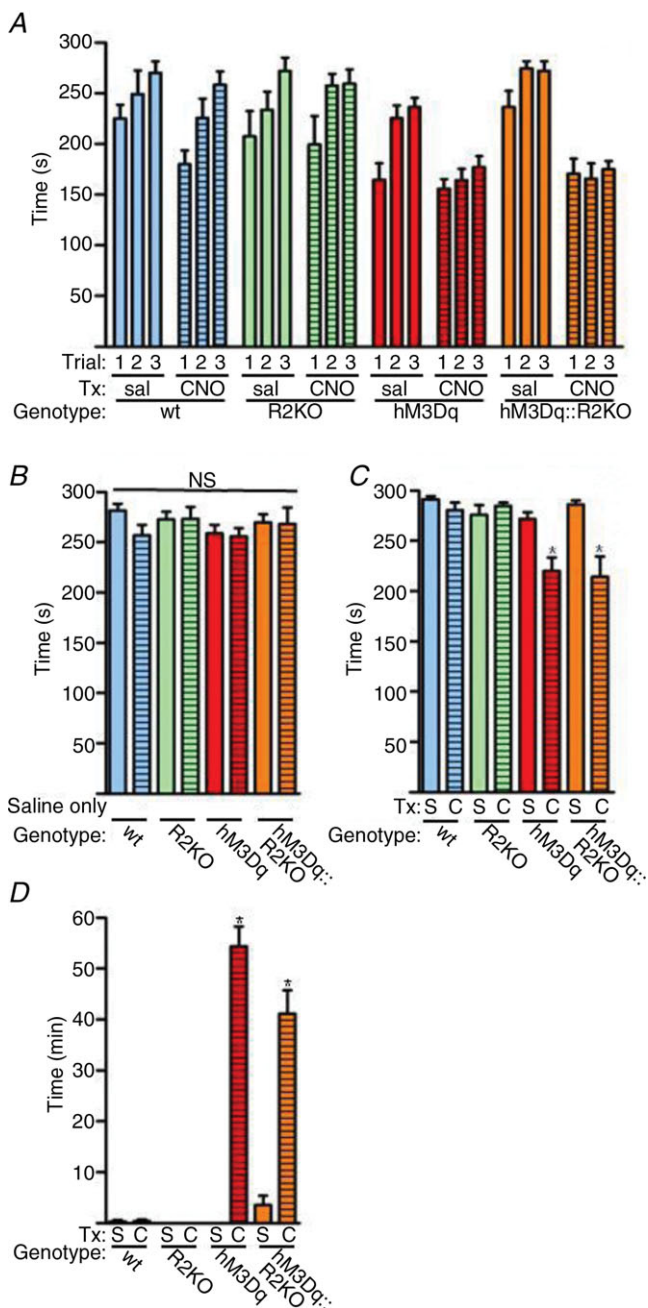 A
300
250
200
150
100
50
Time (s)
Trial: 1 2 3 1 2 3 1 2 3 1 2 3 1 2 3 1 2 3 1 2 3 1 2 3
Tx: sal CNO sal CNO sal CNO sal CNO
Genotype: wt R2KO hM3Dq hM3Dq::R2KO
B
NS
300
250
200
150
100
50
Time (s)
Saline only
Genotype: wt R2KO hM3Dq hM3Dq::
R2KO
C
300
250
200
150
100
50
Time (s)
* *
Tx: S C S C S C S C
Genotype: wt R2KO hM3Dq hM3Dq::
R2KO
D
60
50
40
30
20
10
Time (min)
* *
Tx: S C S C S C S C
Genotype: wt R2KO hM3Dq hM3Dq::
R2KO